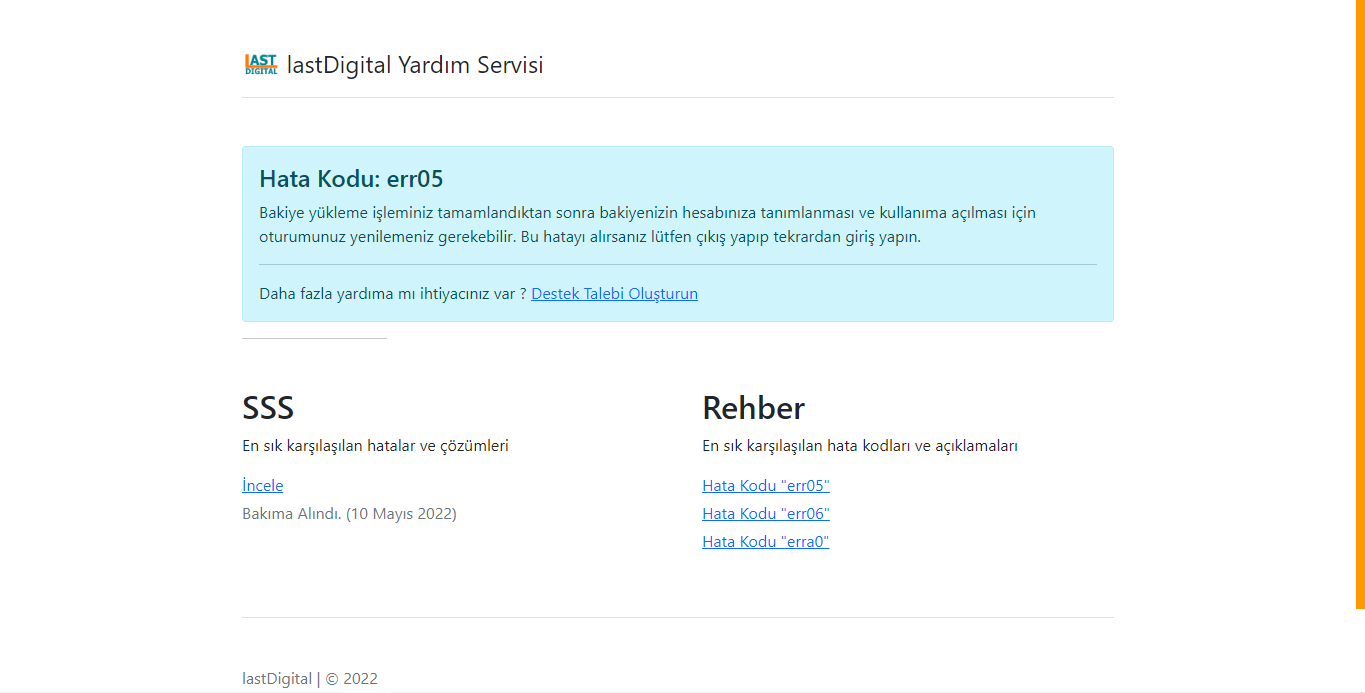 LAST
DIGITAL
lastDigital Yardım Servisi
Hata Kodu: err05
Bakiye yükleme işleminiz tamamlandıktan sonra bakiyenizin hesabınıza tanımlanması ve kullanıma açılması için
oturumunuz yenilemeniz gerekebilir. Bu hatayı alırsanız lütfen çıkış yapıp tekrardan giriş yapın.
Daha fazla yardıma mı ihtiyacınız var ? Destek Talebi Oluşturun
SSS
En sık karşılaşılan hatalar ve çözümleri
İncele
Bakıma Alındı. (10 Mayıs 2022)
Rehber
En sık karşılaşılan hata kodları ve açıklamaları
Hata Kodu "err05"
Hata Kodu "err06"
Hata Kodu "erra0"
lastDigital | © 2022